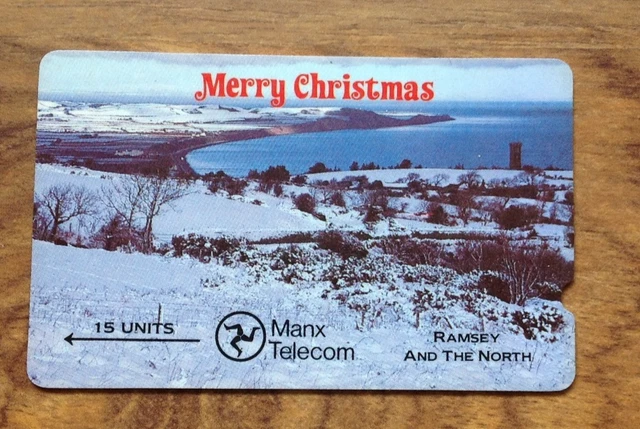 Merry Christmas
15 UNITS
Manx
Telecom
RAMSEY
AND THE NORTH